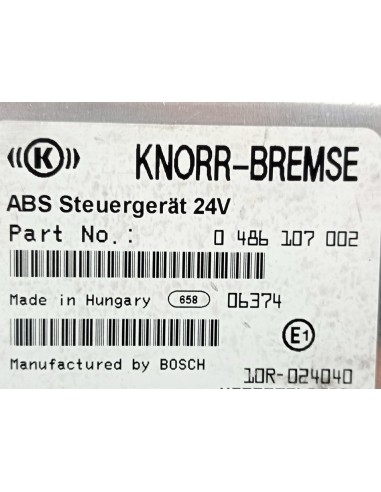 ((K)) KNORR-BREMSE
ABS Steuergerät 24V
Part No.: 0 486 107 002
Made in Hungary 658 06374
E1
Manufactured by BOSCH 10R-024040